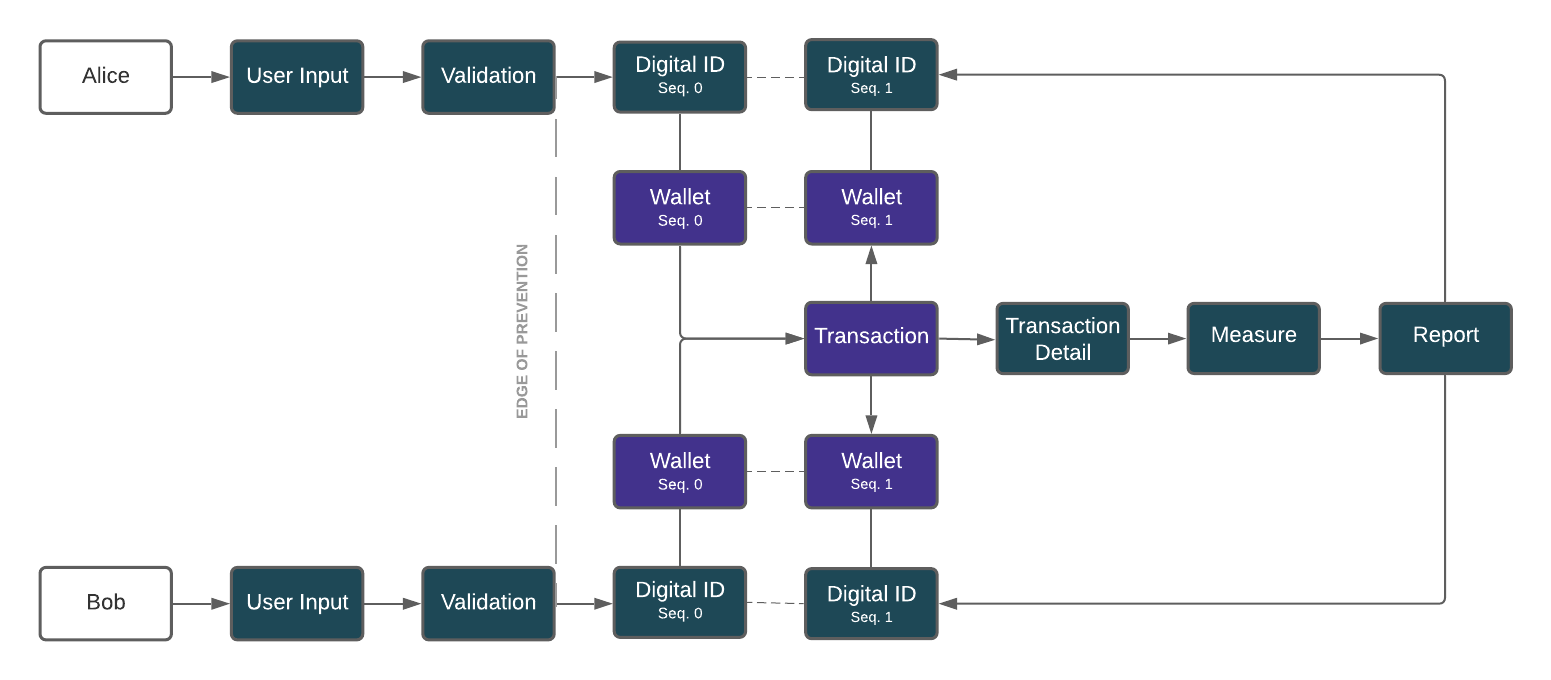 Alice
User Input
Validation
Digital ID
Seq. 0
Digital ID
Seq. 1
Wallet
Seq. 0
Wallet
Seq. 1
EDGE OF PREVENTION
Transaction
Transaction
Detail
Measure
Report
Wallet
Seq. 0
Wallet
Seq. 1
Bob
User Input
Validation
Digital ID
Seq. 0
Digital ID
Seq. 1